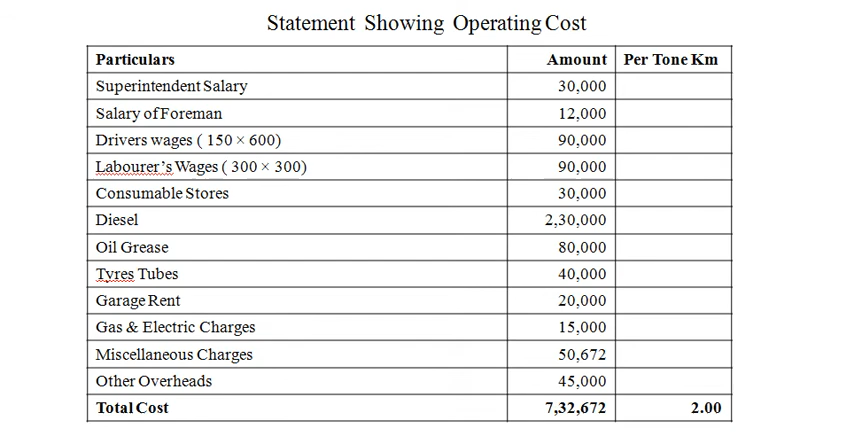 Statement Showing Operating Cost
Particulars Amount Per Tone Km
Superintendent Salary 30,000
Salary of Foreman 12,000
Drivers wages ( 150 × 600) 90,000
Labourer’s Wages ( 300 × 300) 90,000
Consumable Stores 30,000
Diesel 2,30,000
Oil Grease 80,000
Tyres Tubes 40,000
Garage Rent 20,000
Gas & Electric Charges 15,000
Miscellaneous Charges 50,672
Other Overheads 45,000
Total Cost 7,32,672 2.00